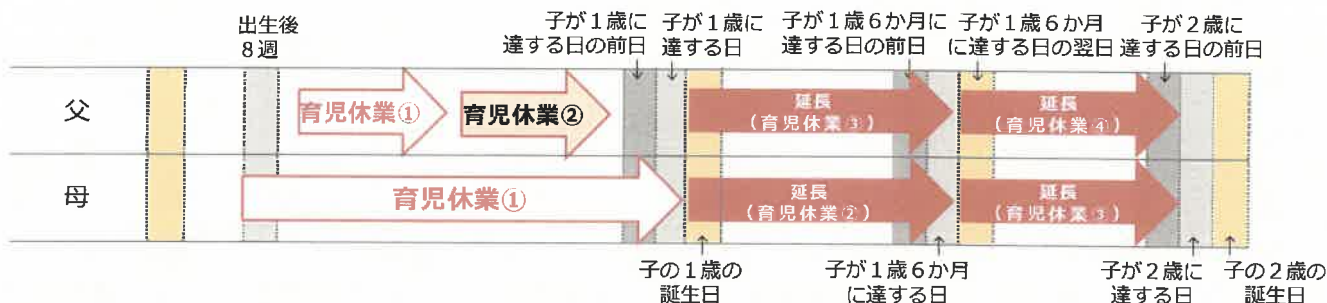 出生後
8週
子が1歳に
達する日の前日
子が1歳に
達する日
子が1歳6か月に
達する日の前日
子が1歳6か月
に達する日の翌日
子が2歳に
達する日の前日
父
育児休業①
育児休業②
延長
（育児休業③）
延長
（育児休業④）
母
育児休業①
延長
（育児休業②）
延長
（育児休業③）
子の1歳の
誕生日
子が1歳6か月
に達する日
子が2歳に
達する日
子の2歳の
誕生日